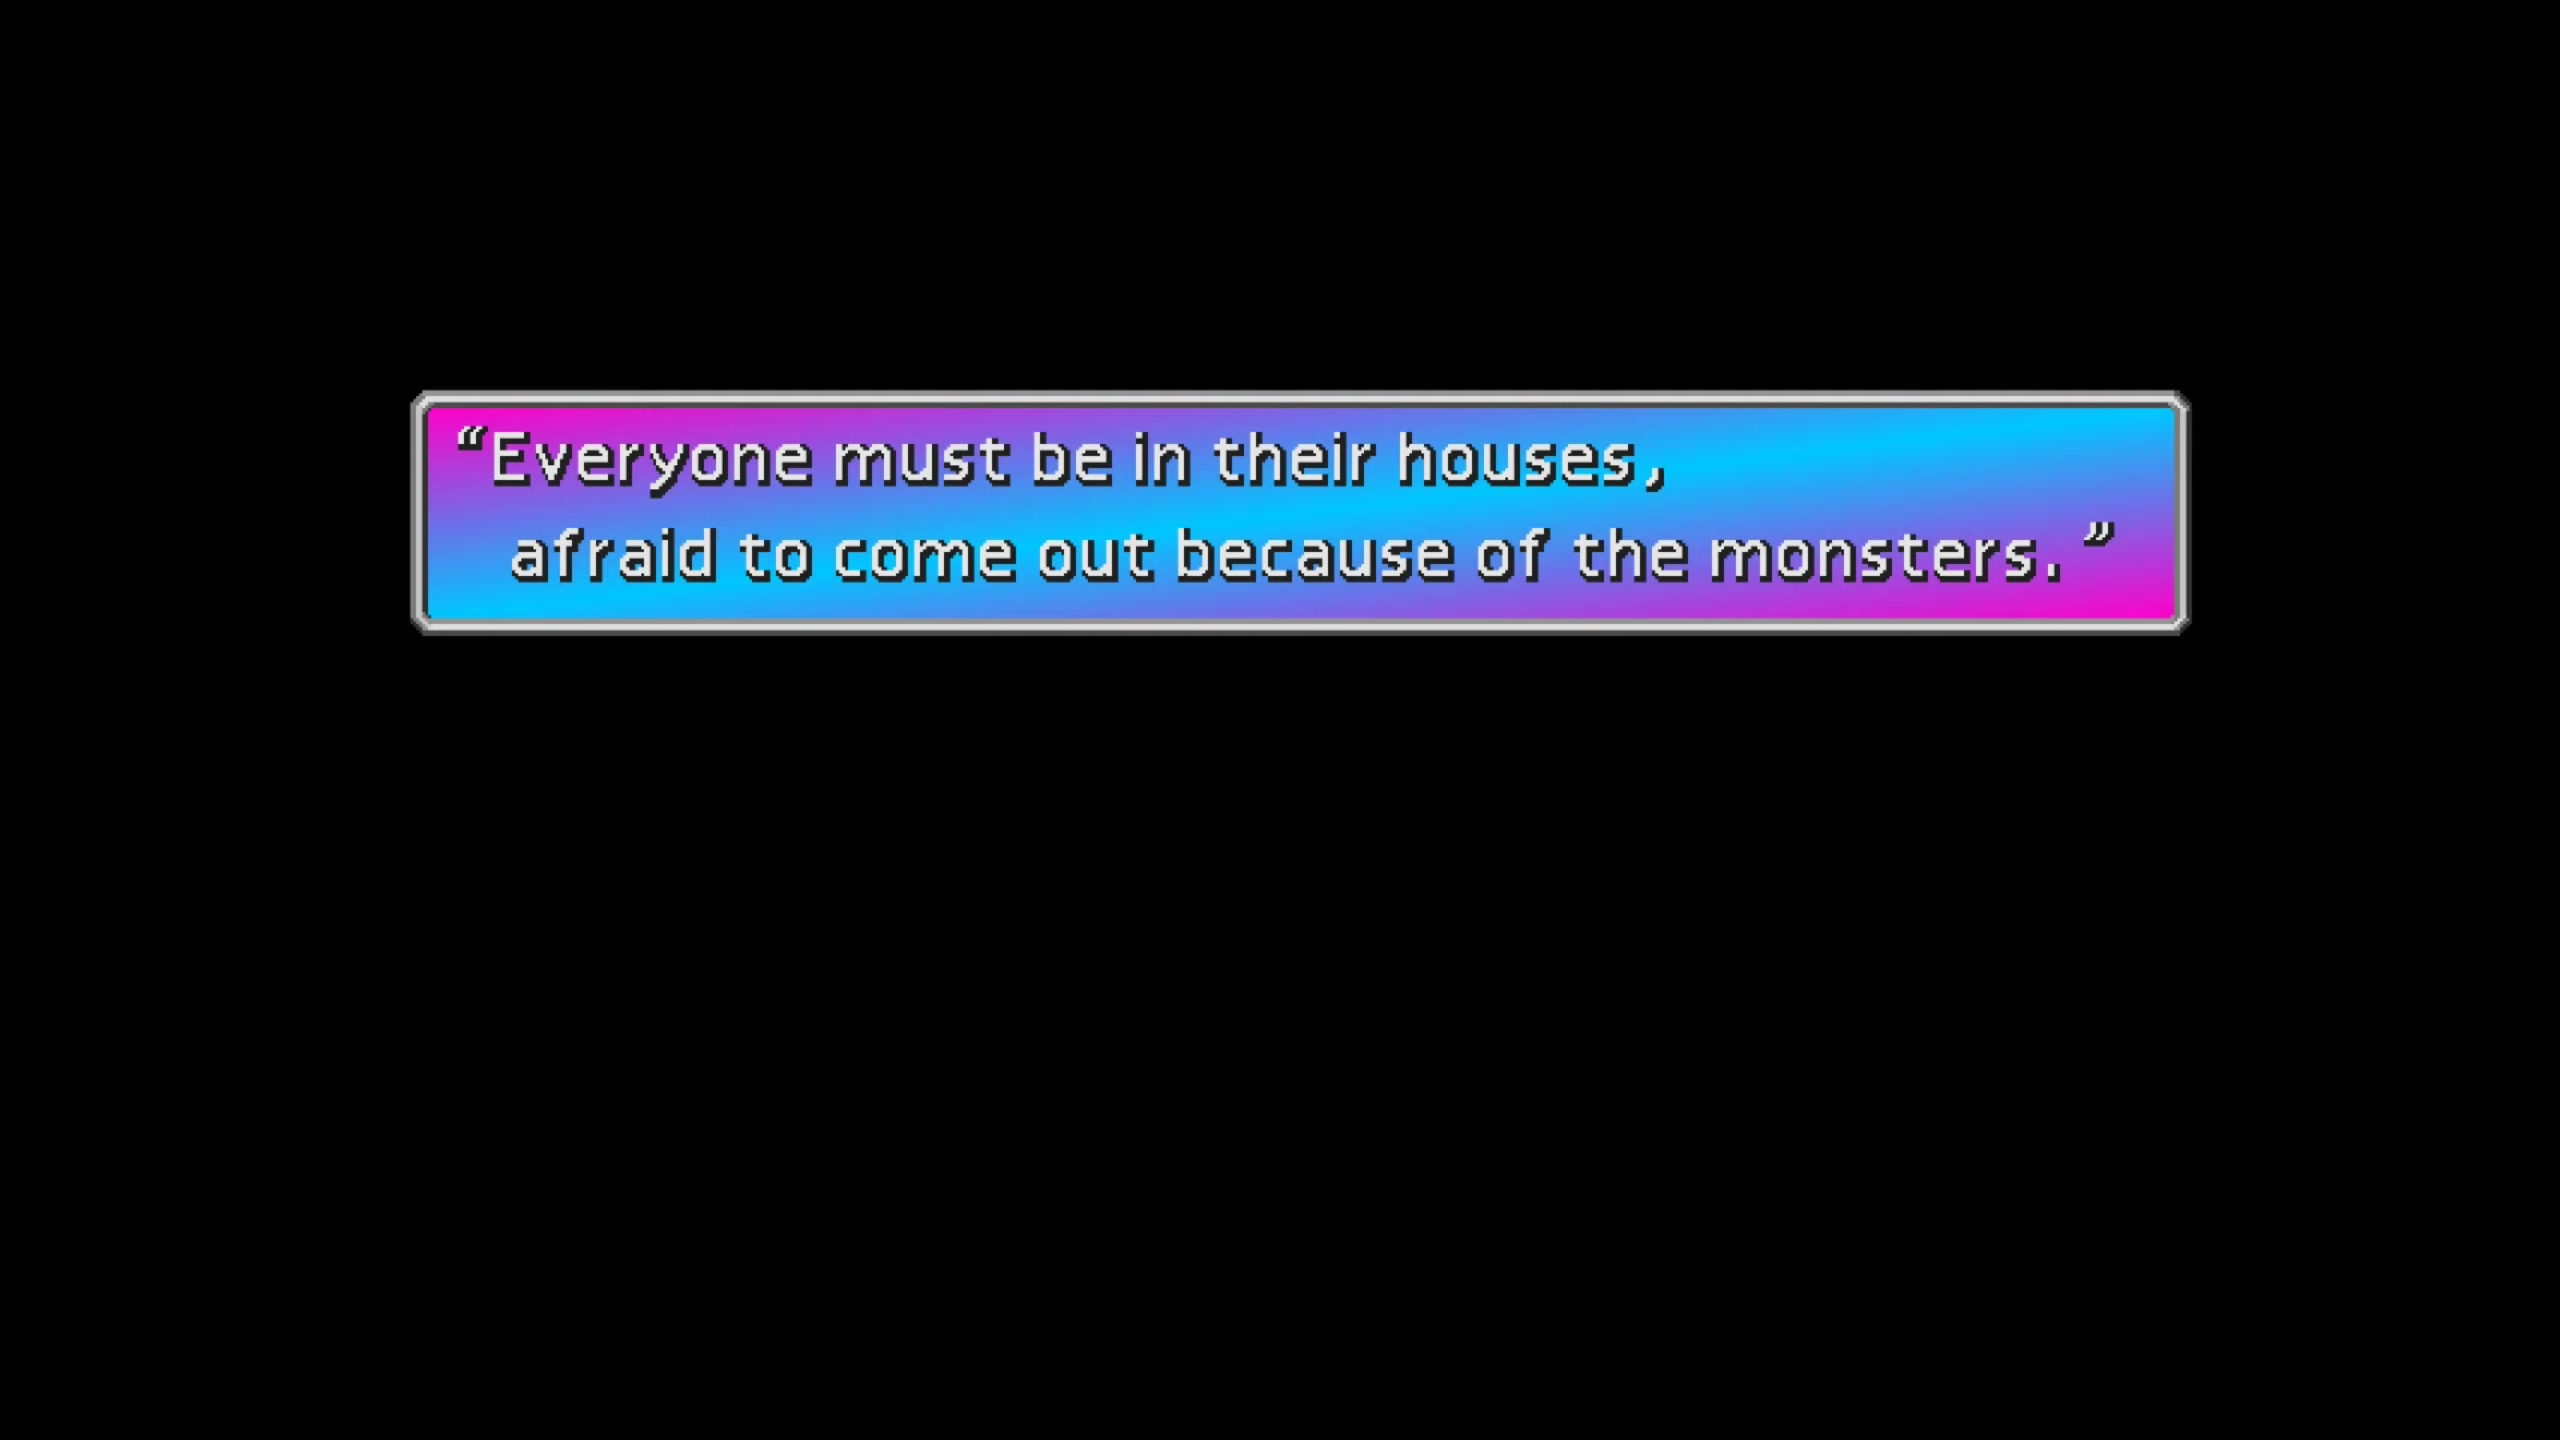 “Everyone must be in their houses,
afraid to come out because of the monsters.”